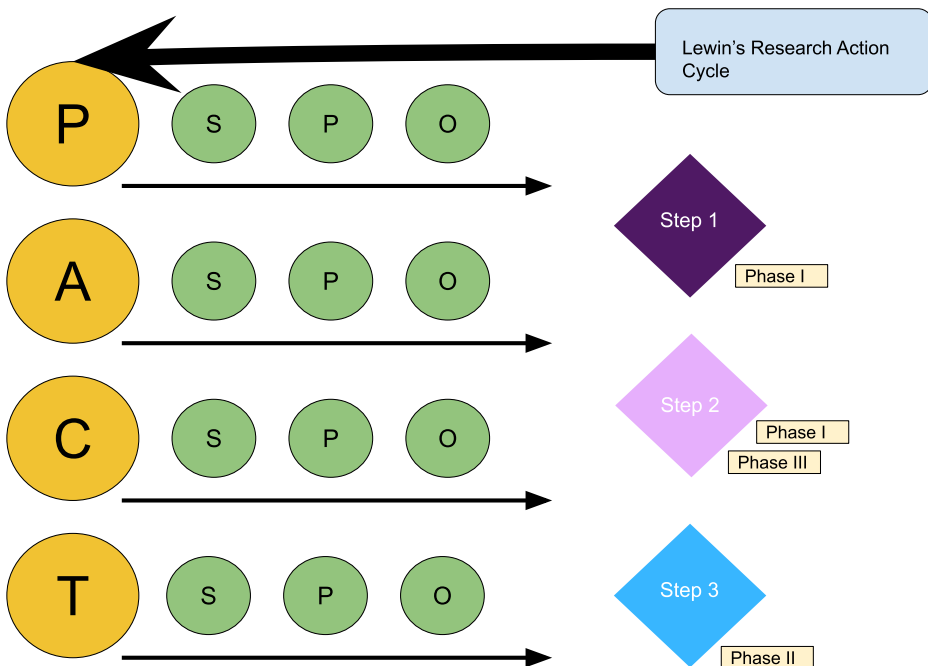 Lewin's Research Action
Cycle
P
S
P
O
Step 1
Phase I
A
S
P
O
Step 2
Phase I
Phase III
C
S
P
O
T
S
P
O
Step 3
Phase II